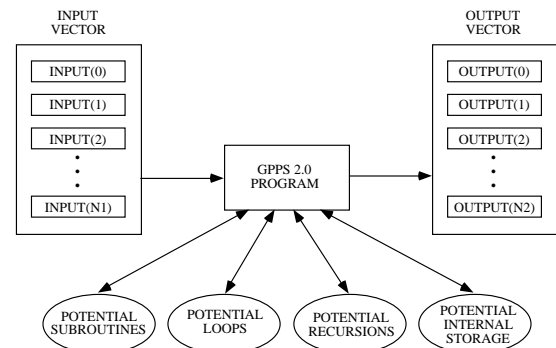 INPUT
VECTOR
INPUT(0)
INPUT(1)
INPUT(2)
INPUT(N1)
GPPS 2.0
PROGRAM
OUTPUT
VECTOR
OUTPUT(0)
OUTPUT(1)
OUTPUT(2)
OUTPUT(N2)
POTENTIAL
SUBROUTINES
POTENTIAL
LOOPS
POTENTIAL
RECURSIONS
POTENTIAL
INTERNAL
STORAGE